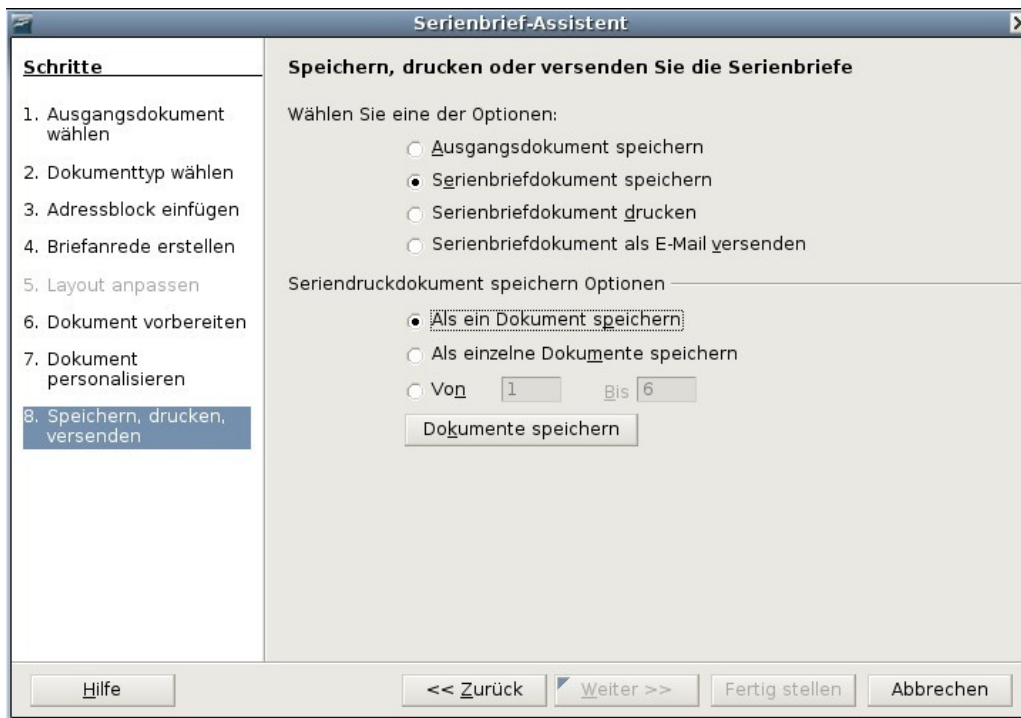 Serienbrief-Assistent
Schritte
1. Ausgangsdokument
wählen
2. Dokumenttyp wählen
3. Adressblock einfügen
4. Briefanrede erstellen
5. Layout anpassen
6. Dokument vorbereiten
7. Dokument
personalisieren
8. Speichern, drucken,
versenden
Speichern, drucken oder versenden Sie die Serienbriefe
Wählen Sie eine der Optionen:
Ausgangsdokument speichern
Serienbriefdokument speichern
Serienbriefdokument drucken
Serienbriefdokument als E-Mail versenden
Seriendruckdokument speichern Optionen
Als ein Dokument speichern
Als einzelne Dokumente speichern
Von 1 Bis 6
Dokumente speichern
Hilfe << Zurück Weiter >> Fertig stellen Abbrechen